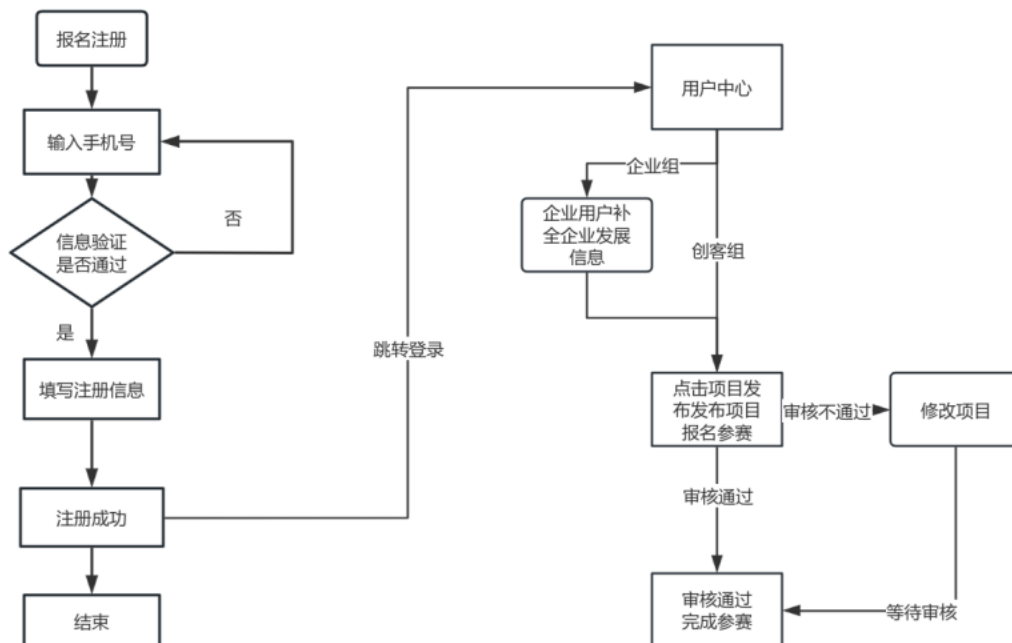 报名注册
输入手机号
否
信息验证
是否通过
是
填写注册信息
注册成功
结束
跳转登录
用户中心
企业组
企业用户补
全企业发展
信息
创客组
点击项目发
布发布项目
报名参赛
审核不通过
修改项目
审核通过
等待审核
审核通过
完成参赛